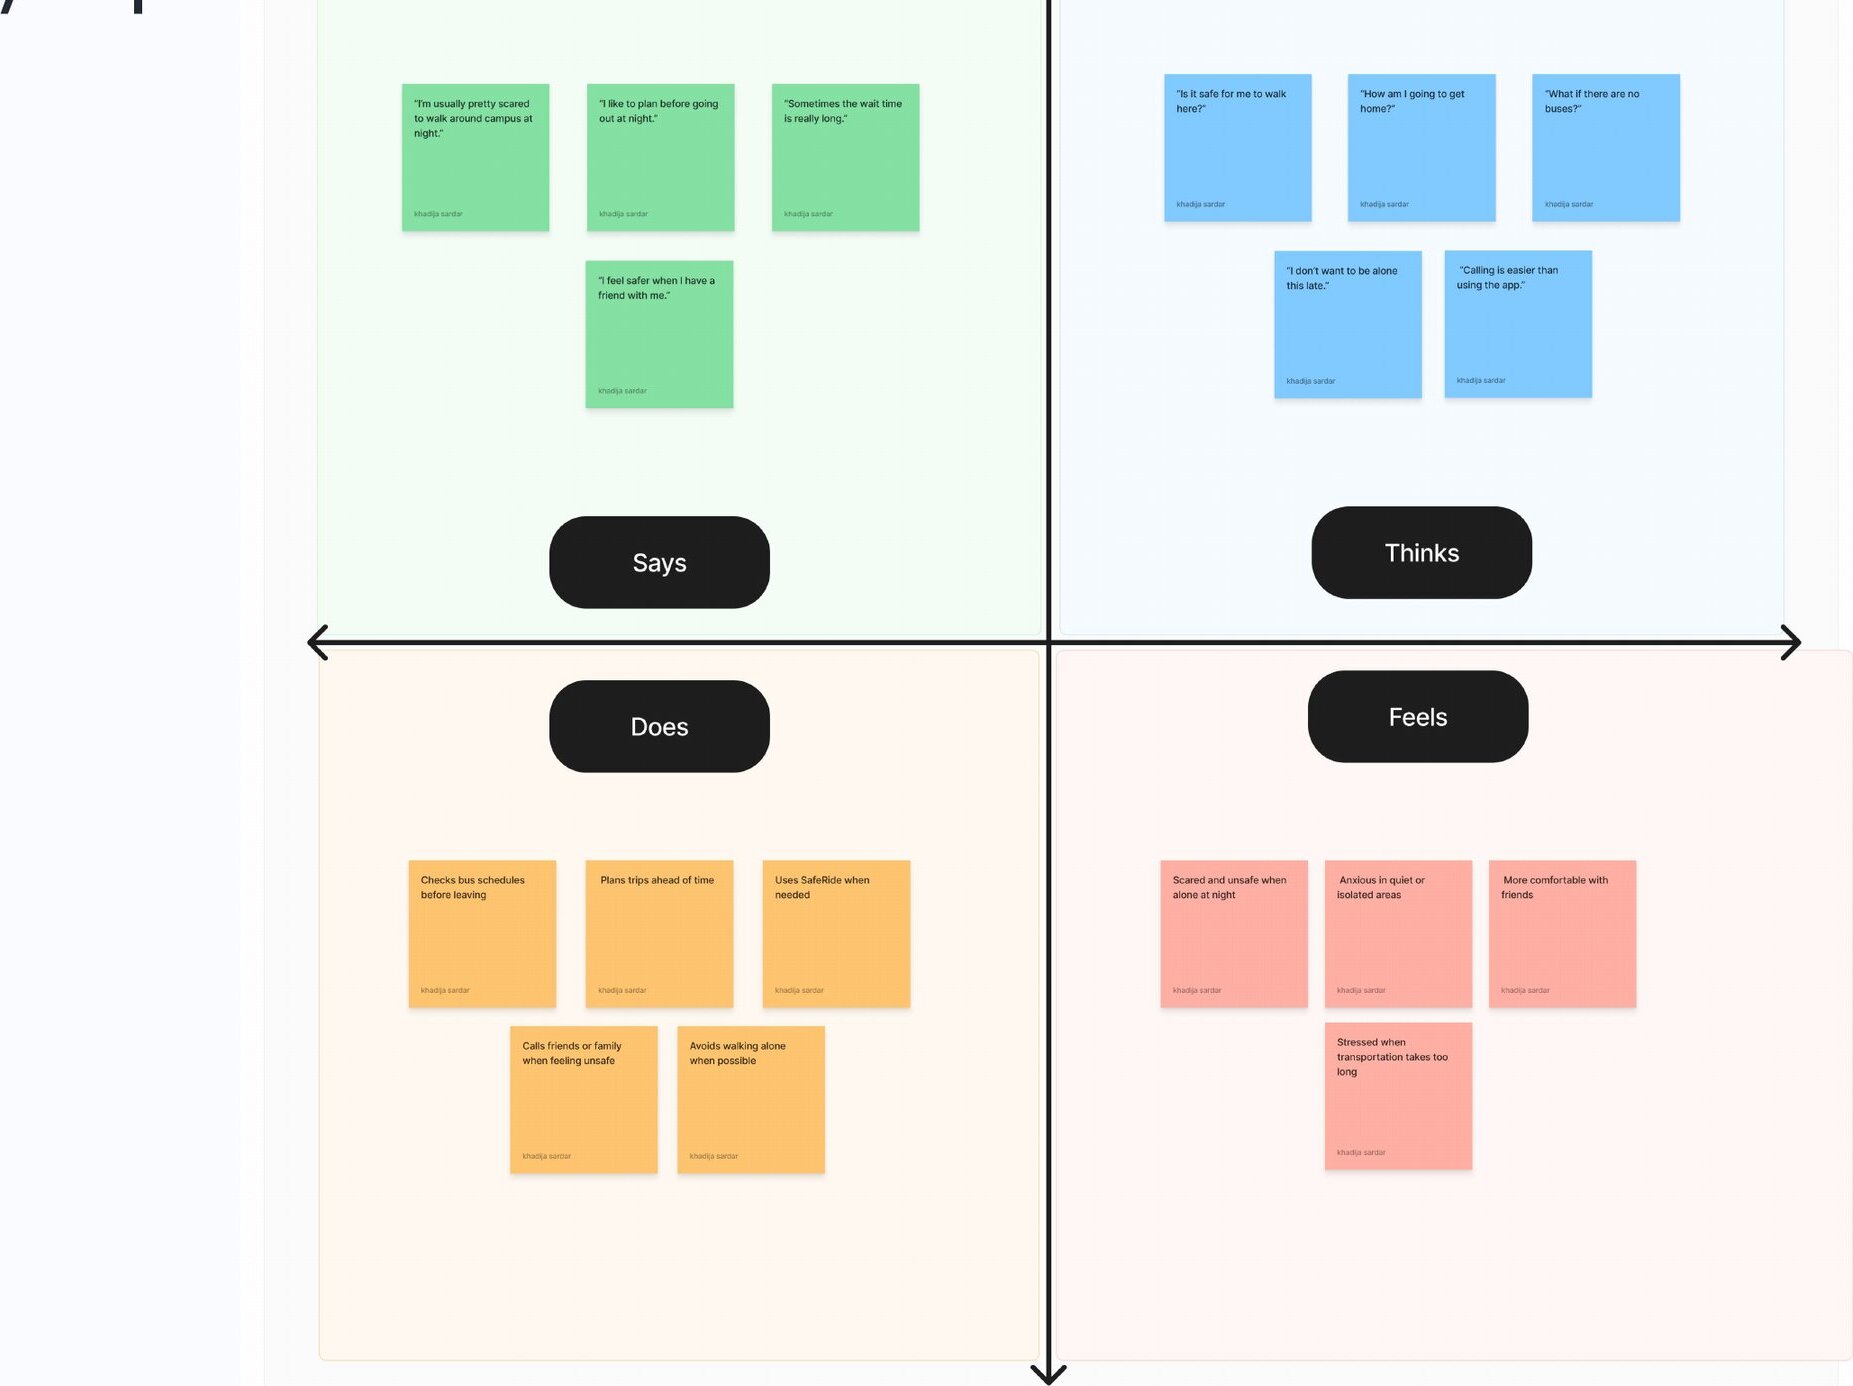 “I’m usually pretty scared
to walk around campus at
night.”
khadija sardar
“I like to plan before going
out at night.”
khadija sardar
“Sometimes the wait time
is really long.”
khadija sardar
“I feel safer when I have a
friend with me.”
khadija sardar
Says
“Is it safe for me to walk
here?”
khadija sardar
“How am I going to get
home?”
khadija sardar
“What if there are no
buses?”
khadija sardar
“I don’t want to be alone
this late.”
khadija sardar
“Calling is easier than
using the app.”
khadija sardar
Thinks
Does
Checks bus schedules
before leaving
khadija sardar
Plans trips ahead of time
khadija sardar
Uses SafeRide when
needed
khadija sardar
Calls friends or family
when feeling unsafe
khadija sardar
Avoids walking alone
when possible
khadija sardar
Feels
Scared and unsafe when
alone at night
khadija sardar
Anxious in quiet or
isolated areas
khadija sardar
More comfortable with
friends
khadija sardar
Stressed when
transportation takes too
long
khadija sardar